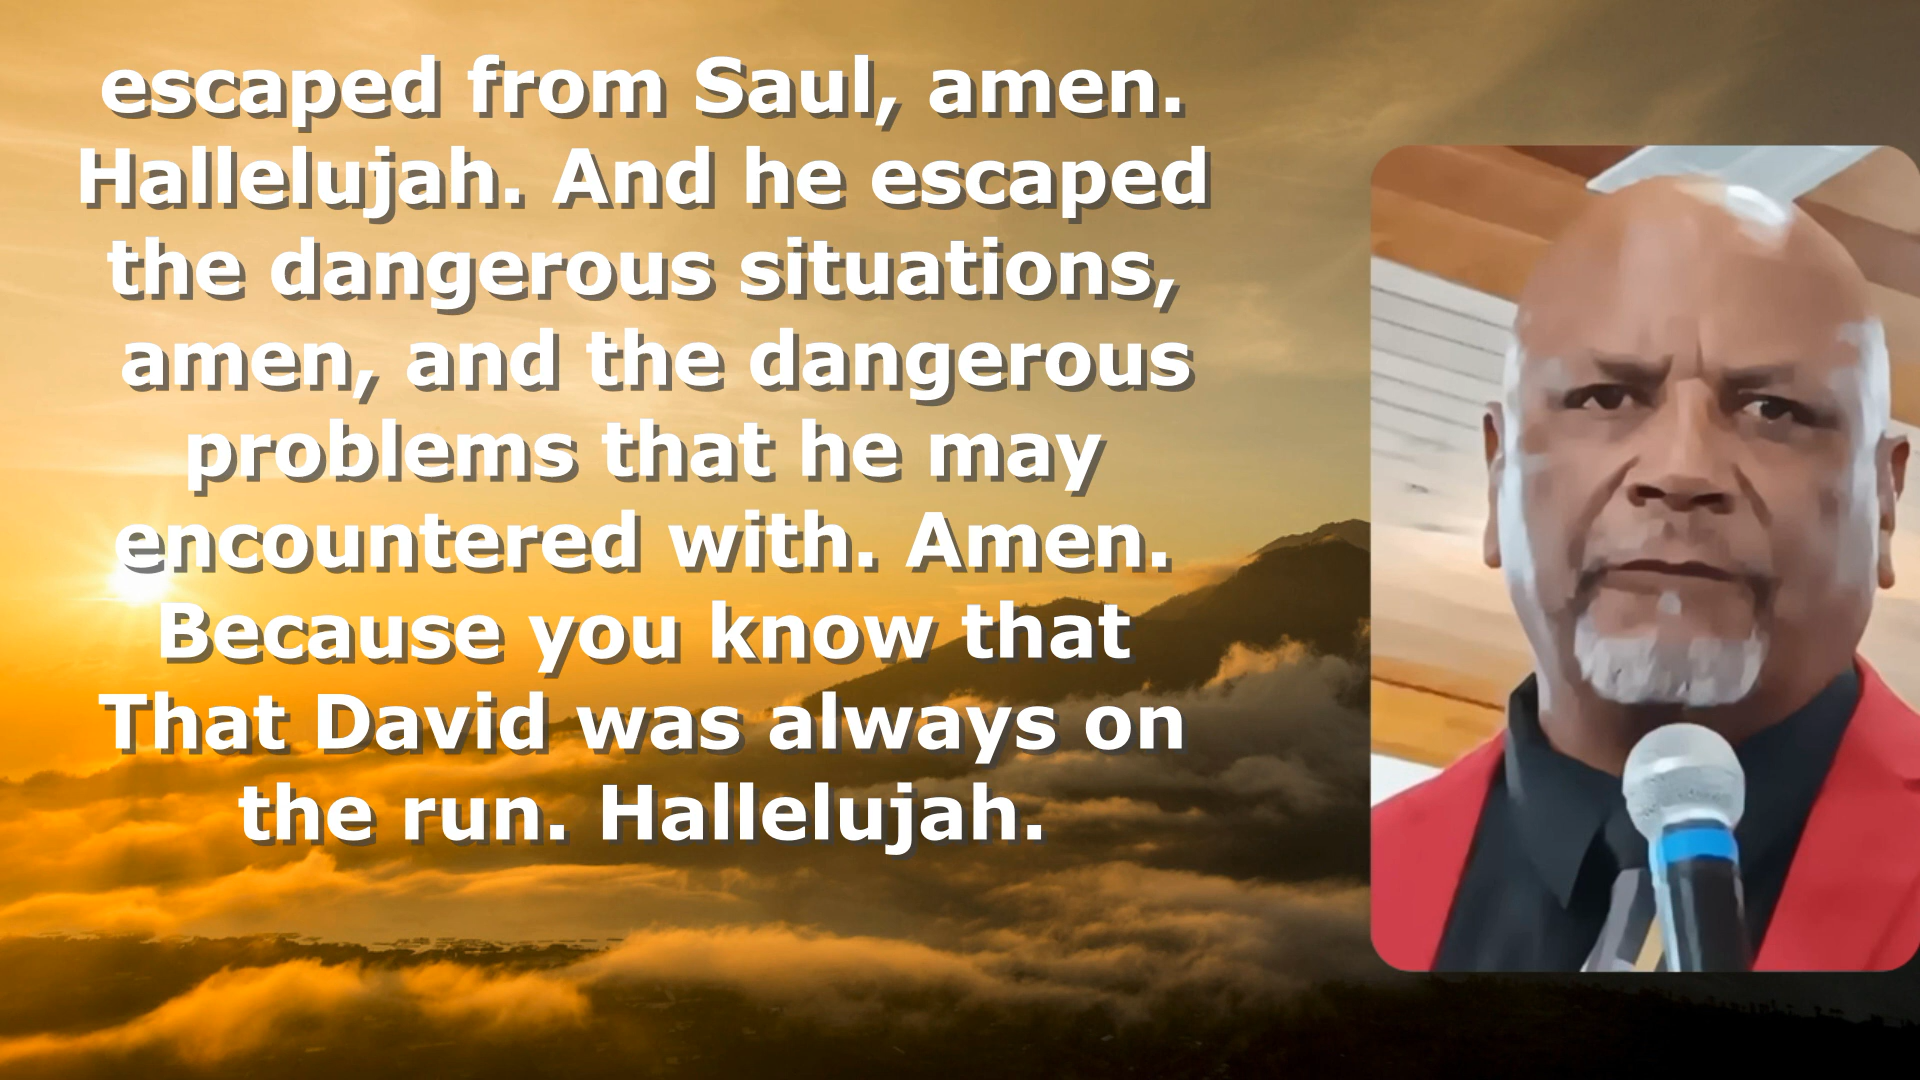 escaped from Saul, amen.
Hallelujah. And he escaped
the dangerous situations,
amen, and the dangerous
problems that he may
encountered with. Amen.
Because you know that
That David was always on
the run. Hallelujah.